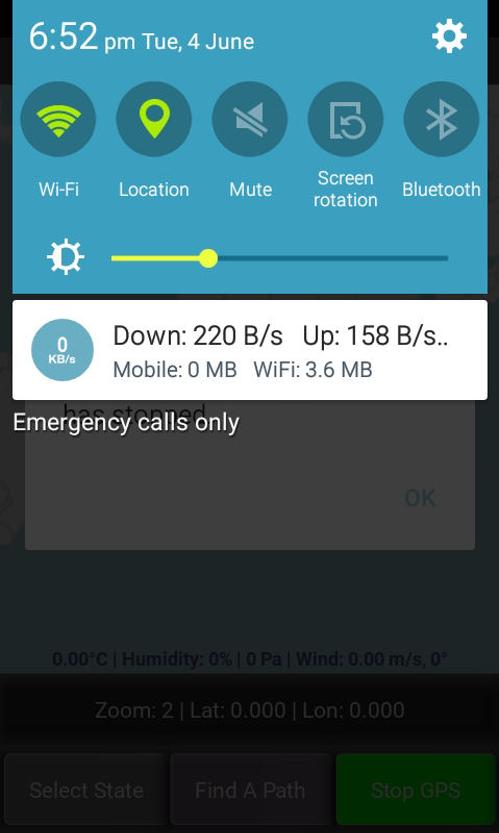 6:52 pm Tue, 4 June
Wi-Fi
Location
Mute
Screen
rotation
Bluetooth
0
KB/s
Down: 220 B/s Up: 158 B/s..
Mobile: 0 MB WiFi: 3.6 MB
has stopped.
Emergency calls only
OK
0.00°C | Humidity: 0% | 0 Pa | Wind: 0.00 m/s, 0°
Zoom: 2 | Lat: 0.000 | Lon: 0.000
Select State
Find A Path
Stop GPS